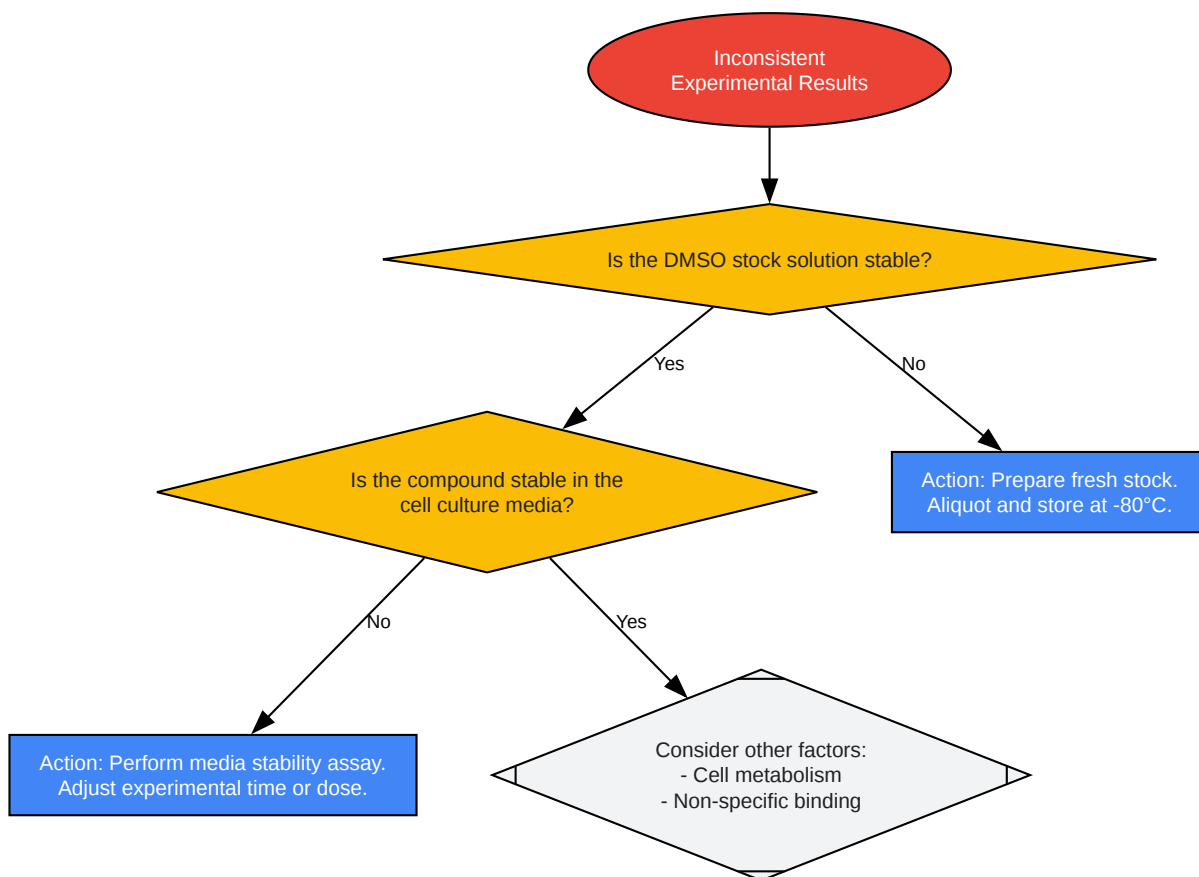 Inconsistent
Experimental Results
Is the DMSO stock solution stable?
Yes
No
Is the compound stable in the
cell culture media?
Action: Prepare fresh stock.
Aliquot and store at -80°C.
No
Yes
Action: Perform media stability assay.
Adjust experimental time or dose.
Consider other factors:
- Cell metabolism
- Non-specific binding